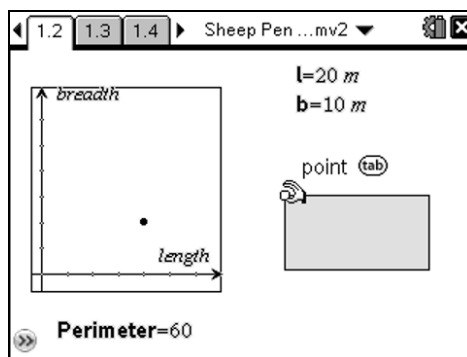 1.2 1.3 1.4 Sheep Pen ...mv2
breadth
length
l=20 m
b=10 m
point tab
Perimeter=60